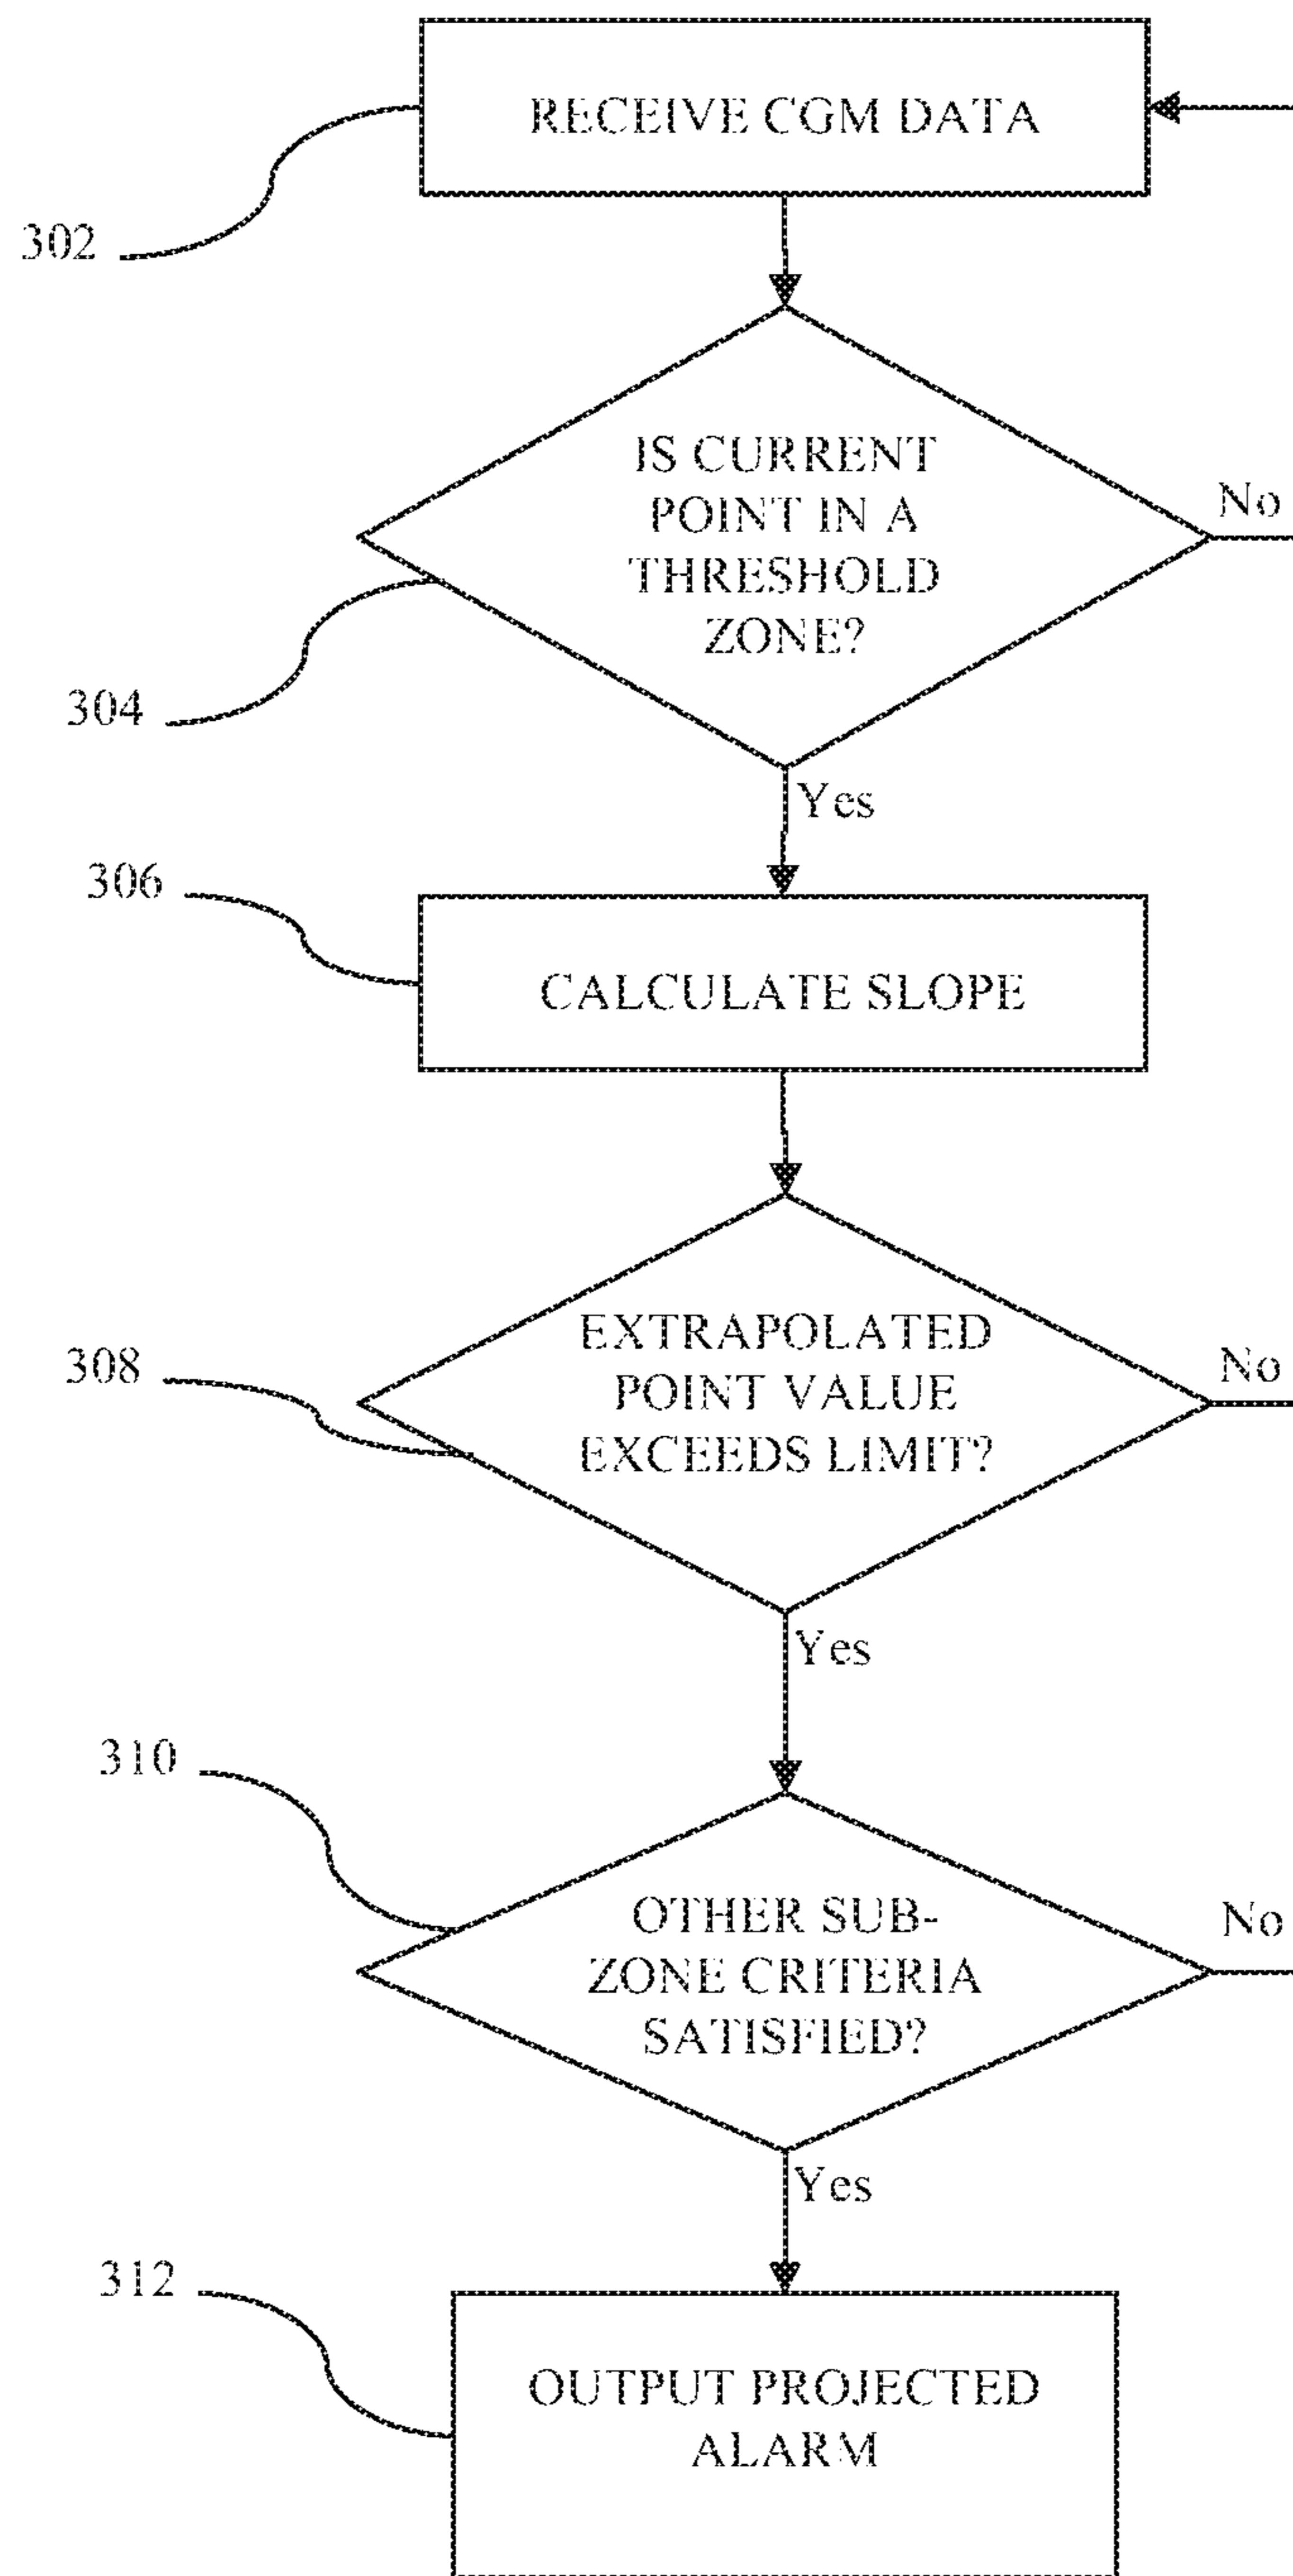 RECEIVE CGM DATA
302
IS CURRENT
POINT IN A
THRESHOLD
ZONE?
No
304
Yes
306
CALCULATE SLOPE
EXTRAPOLATED
POINT VALUE
EXCEEDS LIMIT?
No
308
Yes
310
OTHER SUB-
ZONE CRITERIA
SATISFIED?
No
Yes
312
OUTPUT PROJECTED
ALARM